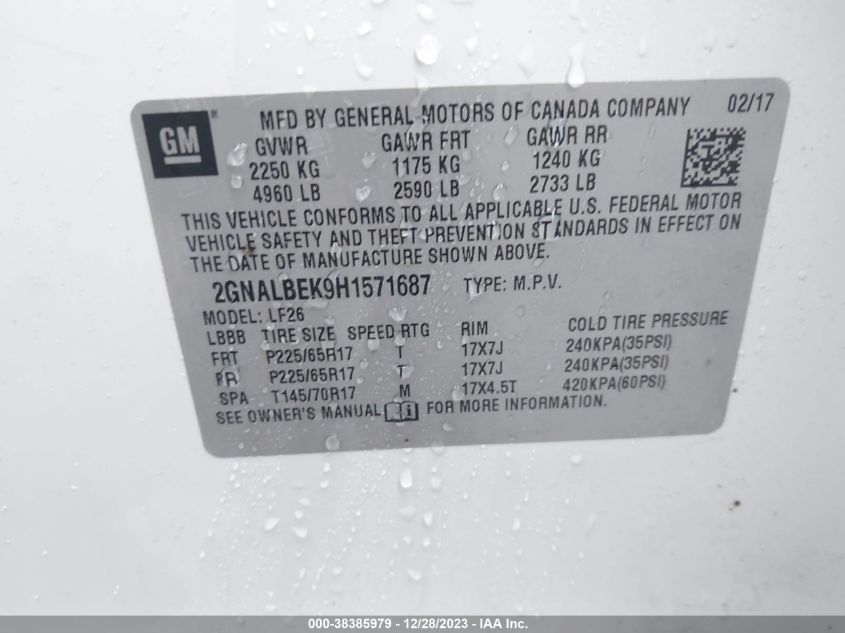 GM
MFD BY GENERAL MOTORS OF CANADA COMPANY 02/17
GVWR GAWR FRT GAWR RR
2250 KG 1175 KG 1240 KG
4960 LB 2590 LB 2733 LB
THIS VEHICLE CONFORMS TO ALL APPLICABLE U.S. FEDERAL MOTOR
VEHICLE SAFETY AND THEFT PREVENTION STANDARDS IN EFFECT ON
THE DATE OF MANUFACTURE SHOWN ABOVE.
2GNALBEK9H1571687 TYPE: M.P.V.
MODEL: LF26
LBBB TIRE SIZE SPEED RTG RIM COLD TIRE PRESSURE
FRT P225/65R17 T 17X7J 240KPA(35PSI)
RR P225/65R17 T 17X7J 240KPA(35PSI)
SPA T145/70R17 M 17X4.5T 420KPA(60PSI)
SEE OWNER'S MANUAL FOR MORE INFORMATION.
000-38385979 - 12/28/2023 - IAA Inc.